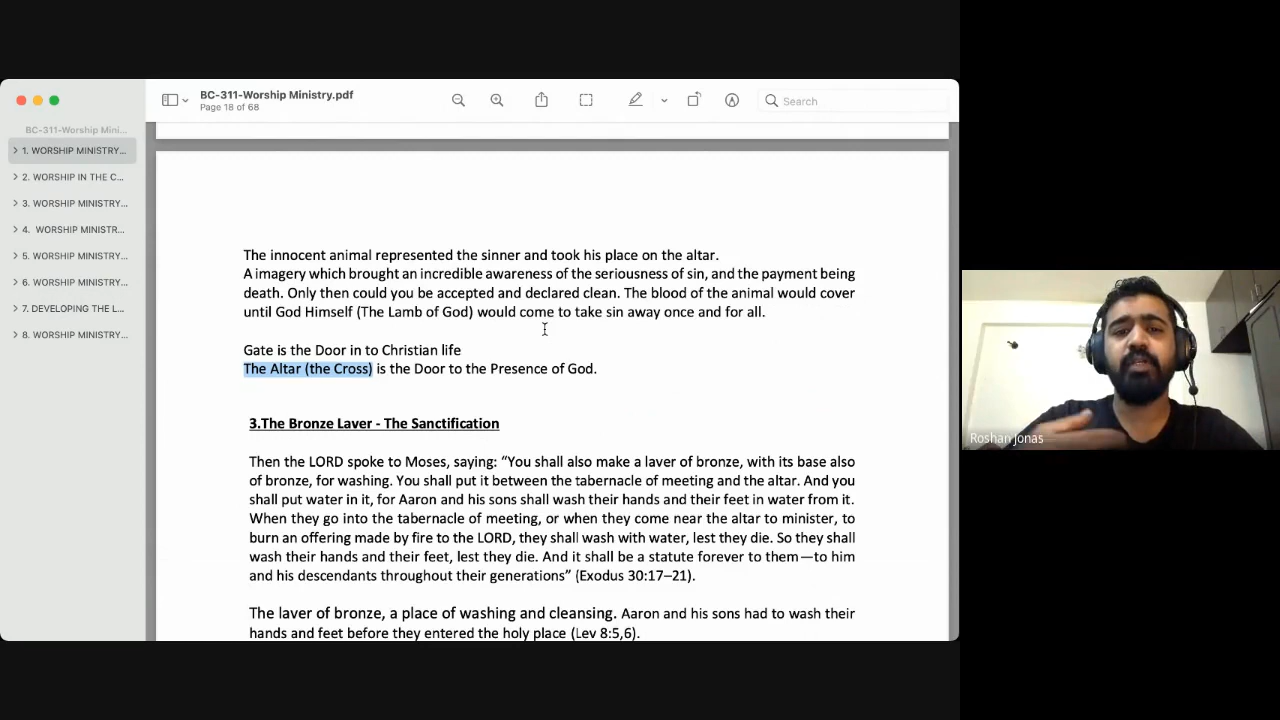 BC-311-Worship Ministry.pdf
Page 18 of 68
Search
BC-311-Worship Mini...
1. WORSHIP MINISTRY...
2. WORSHIP IN THE C...
3. WORSHIP MINISTRY...
4. WORSHIP MINISTR...
5. WORSHIP MINISTRY...
6. WORSHIP MINISTRY...
7. DEVELOPING THE L...
8. WORSHIP MINISTRY...
The innocent animal represented the sinner and took his place on the altar.
A imagery which brought an incredible awareness of the seriousness of sin, and the payment being
death. Only then could you be accepted and declared clean. The blood of the animal would cover
until God Himself (The Lamb of God) would come to take sin away once and for all.
Gate is the Door in to Christian life
The Altar (the Cross) is the Door to the Presence of God.
3.The Bronze Laver - The Sanctification
Then the LORD spoke to Moses, saying: “You shall also make a laver of bronze, with its base also
of bronze, for washing. You shall put it between the tabernacle of meeting and the altar. And you
shall put water in it, for Aaron and his sons shall wash their hands and their feet in water from it.
When they go into the tabernacle of meeting, or when they come near the altar to minister, to
burn an offering made by fire to the LORD, they shall wash with water, lest they die. So they shall
wash their hands and their feet, lest they die. And it shall be a statute forever to them—to him
and his descendants throughout their generations” (Exodus 30:17–21).
The laver of bronze, a place of washing and cleansing. Aaron and his sons had to wash their
hands and feet before they entered the holy place (Lev 8:5,6).
Roshan Jonas